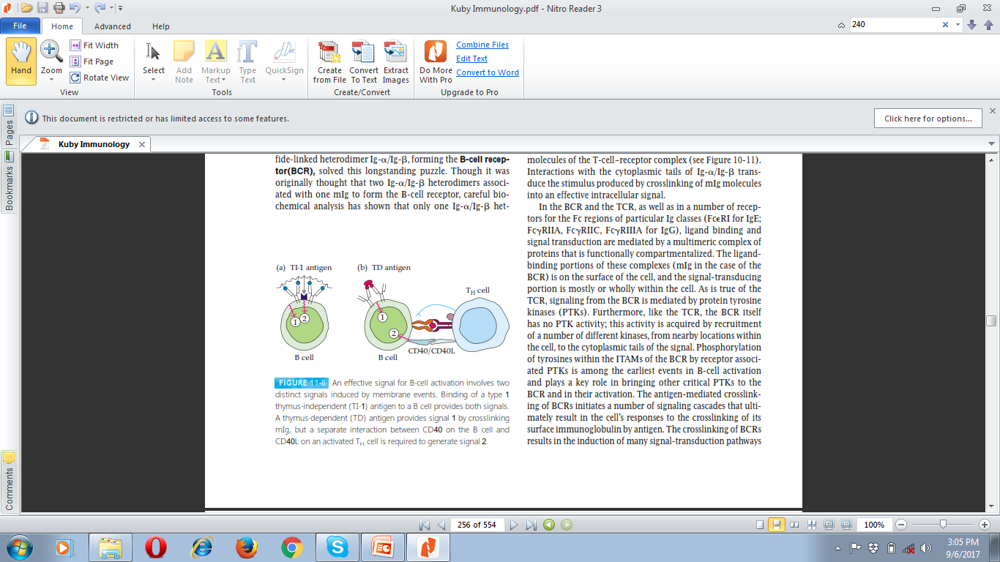 Kuby Immunology.pdf - Nitro Reader 3
File
Home
Advanced
Help
240
Hand
Zoom
Fit Width
Fit Page
Rotate View
View
Select
Add
Note
Markup
Text
Type
Text
QuickSign
Tools
Create
from File
Convert
To Text
Extract
Images
Create/Convert
Do More
With Pro
Combine Files
Edit Text
Convert to Word
Upgrade to Pro
This document is restricted or has limited access to some features.
Click here for options...
Pages
Bookmarks
Comments
Kuby Immunology
fide-linked heterodimer Ig-α/Ig-β, forming the B-cell recep-
tor(BCR), solved this longstanding puzzle. Though it was
originally thought that two Ig-α/Ig-β heterodimers associ-
ated with one mIg to form the B-cell receptor, careful bio-
chemical analysis has shown that only one Ig-α/Ig-β het-
(a) TI-1 antigen
(b) TD antigen
TH cell
1
2
1
2
CD40/CD40L
B cell
B cell
FIGURE 11-6 An effective signal for B-cell activation involves two
distinct signals induced by membrane events. Binding of a type 1
thymus-independent (TI-1) antigen to a B cell provides both signals.
A thymus-dependent (TD) antigen provides signal 1 by crosslinking
mIg, but a separate interaction between CD40 on the B cell and
CD40L on an activated TH cell is required to generate signal 2.
molecules of the T-cell–receptor complex (see Figure 10-11).
Interactions with the cytoplasmic tails of Ig-α/Ig-β trans-
duce the stimulus produced by crosslinking of mIg molecules
into an effective intracellular signal.
In the BCR and the TCR, as well as in a number of recep-
tors for the Fc regions of particular Ig classes (FcϵRI for IgE;
FcγRIIA, FcγRIIC, FcγRIIIA for IgG), ligand binding and
signal transduction are mediated by a multimeric complex of
proteins that is functionally compartmentalized. The ligand-
binding portions of these complexes (mIg in the case of the
BCR) is on the surface of the cell, and the signal-transducing
portion is mostly or wholly within the cell. As is true of the
TCR, signaling from the BCR is mediated by protein tyrosine
kinases (PTKs). Furthermore, like the TCR, the BCR itself
has no PTK activity; this activity is acquired by recruitment
of a number of different kinases, from nearby locations within
the cell, to the cytoplasmic tails of the signal. Phosphorylation
of tyrosines within the ITAMs of the BCR by receptor associ-
ated PTKs is among the earliest events in B-cell activation
and plays a key role in bringing other critical PTKs to the
BCR and in their activation. The antigen-mediated crosslink-
ing of BCRs initiates a number of signaling cascades that ulti-
mately result in the cell's responses to the crosslinking of its
surface immunoglobulin by antigen. The crosslinking of BCRs
results in the induction of many signal-transduction pathways
256 of 554
100%
3:05 PM
9/6/2017